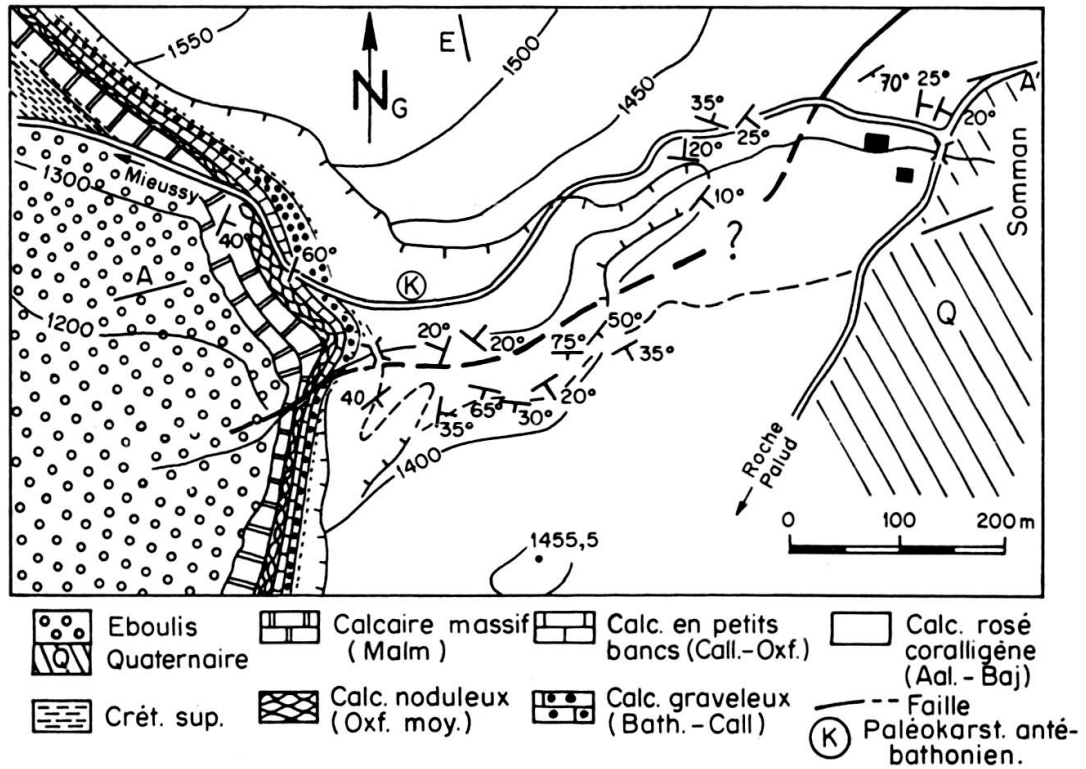 1550
E
N
G
1500
1450
35°
25°
70°
25°
20°
A'
Somman
20°
10°
1300
Mieussy
40°
60°
A
K
?
Q
1200
20°
20°
75°
50°
35°
40
35°
65°
30°
20°
1400
Roche
Palud
1455,5
0 100 200 m
Eboulis
Q Quaternaire
Crét. sup.
Calcaire massif
(Malm)
Calc. noduleux
(Oxf. moy.)
Calc. en petits
bancs (Call.-Oxf.)
Calc. graveleux
(Bath.-Call)
Calc. rosé
coralligène
(Aal.-Baj)
Faille
K Paléokarst. anté-
bathonien.